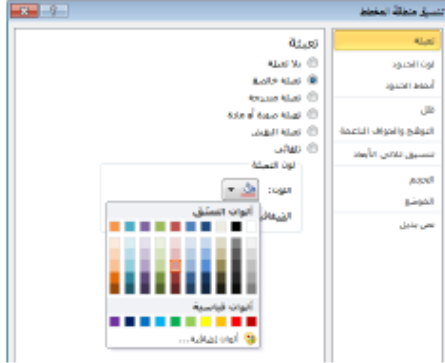 تنسيق منطقة المخطط
تعبئة
لون الحدود
أنماط الحدود
ظل
التوهج والحواف الناعمة
تنسيق ثلاثي الأبعاد
الحجم
الموضع
نص بديل
تعبئة
بلا تعبئة
تعبئة خالصة
تعبئة متدرجة
تعبئة صورة أو مادة
تعبئة النقش
تلقائي
لون التعبئة
اللون:
ألوان النسق
ألوان قياسية
ألوان إضافية...